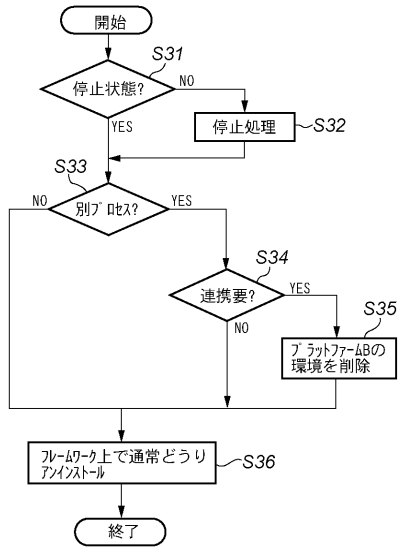 開始
S31
停止状態?
NO
YES
停止処理
S32
S33
別ﾌﾟﾛｾｽ?
NO
YES
S34
連携要?
YES
NO
S35
ﾌﾟﾗｯﾄﾌｧｰﾑBの
環境を削除
ﾌﾚｰﾑﾜｰｸ上で通常どうり
ｱﾝｲﾝｽﾄｰﾙ
S36
終了